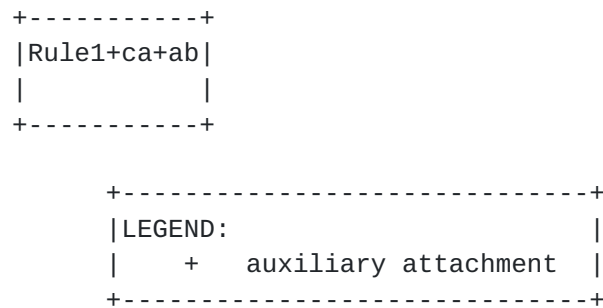 +-----------+
|Rule1+ca+ab|
|           |
+-----------+
+------------------------------+
|LEGEND:                       |
|    +   auxiliary attachment  |
+------------------------------+